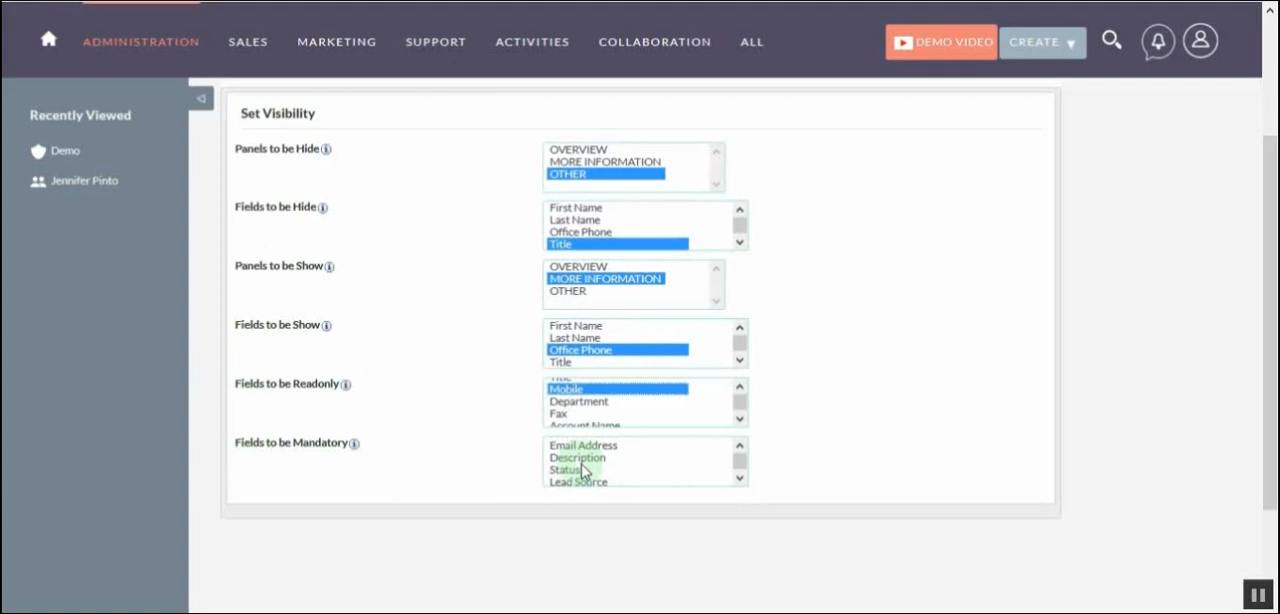 ADMINISTRATION SALES MARKETING SUPPORT ACTIVITIES COLLABORATION ALL DEMO VIDEO CREATE
Recently Viewed
Demo
Jennifer Pinto
Set Visibility
Panels to be Hide
OVERVIEW
MORE INFORMATION
OTHER
Fields to be Hide
First Name
Last Name
Office Phone
Title
Panels to be Show
OVERVIEW
MORE INFORMATION
OTHER
Fields to be Show
First Name
Last Name
Office Phone
Title
Fields to be Readonly
Title
Mobile
Department
Fax
Account Name
Fields to be Mandatory
Email Address
Description
Status
Lead Source